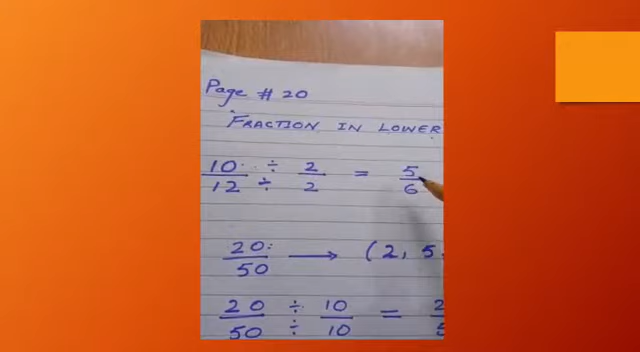 Page # 20
FRACTION IN LOWER
10/12 ÷ 2/2 = 5/6
20/50 → (2, 5
20/50 ÷ 10/10 = 2/5